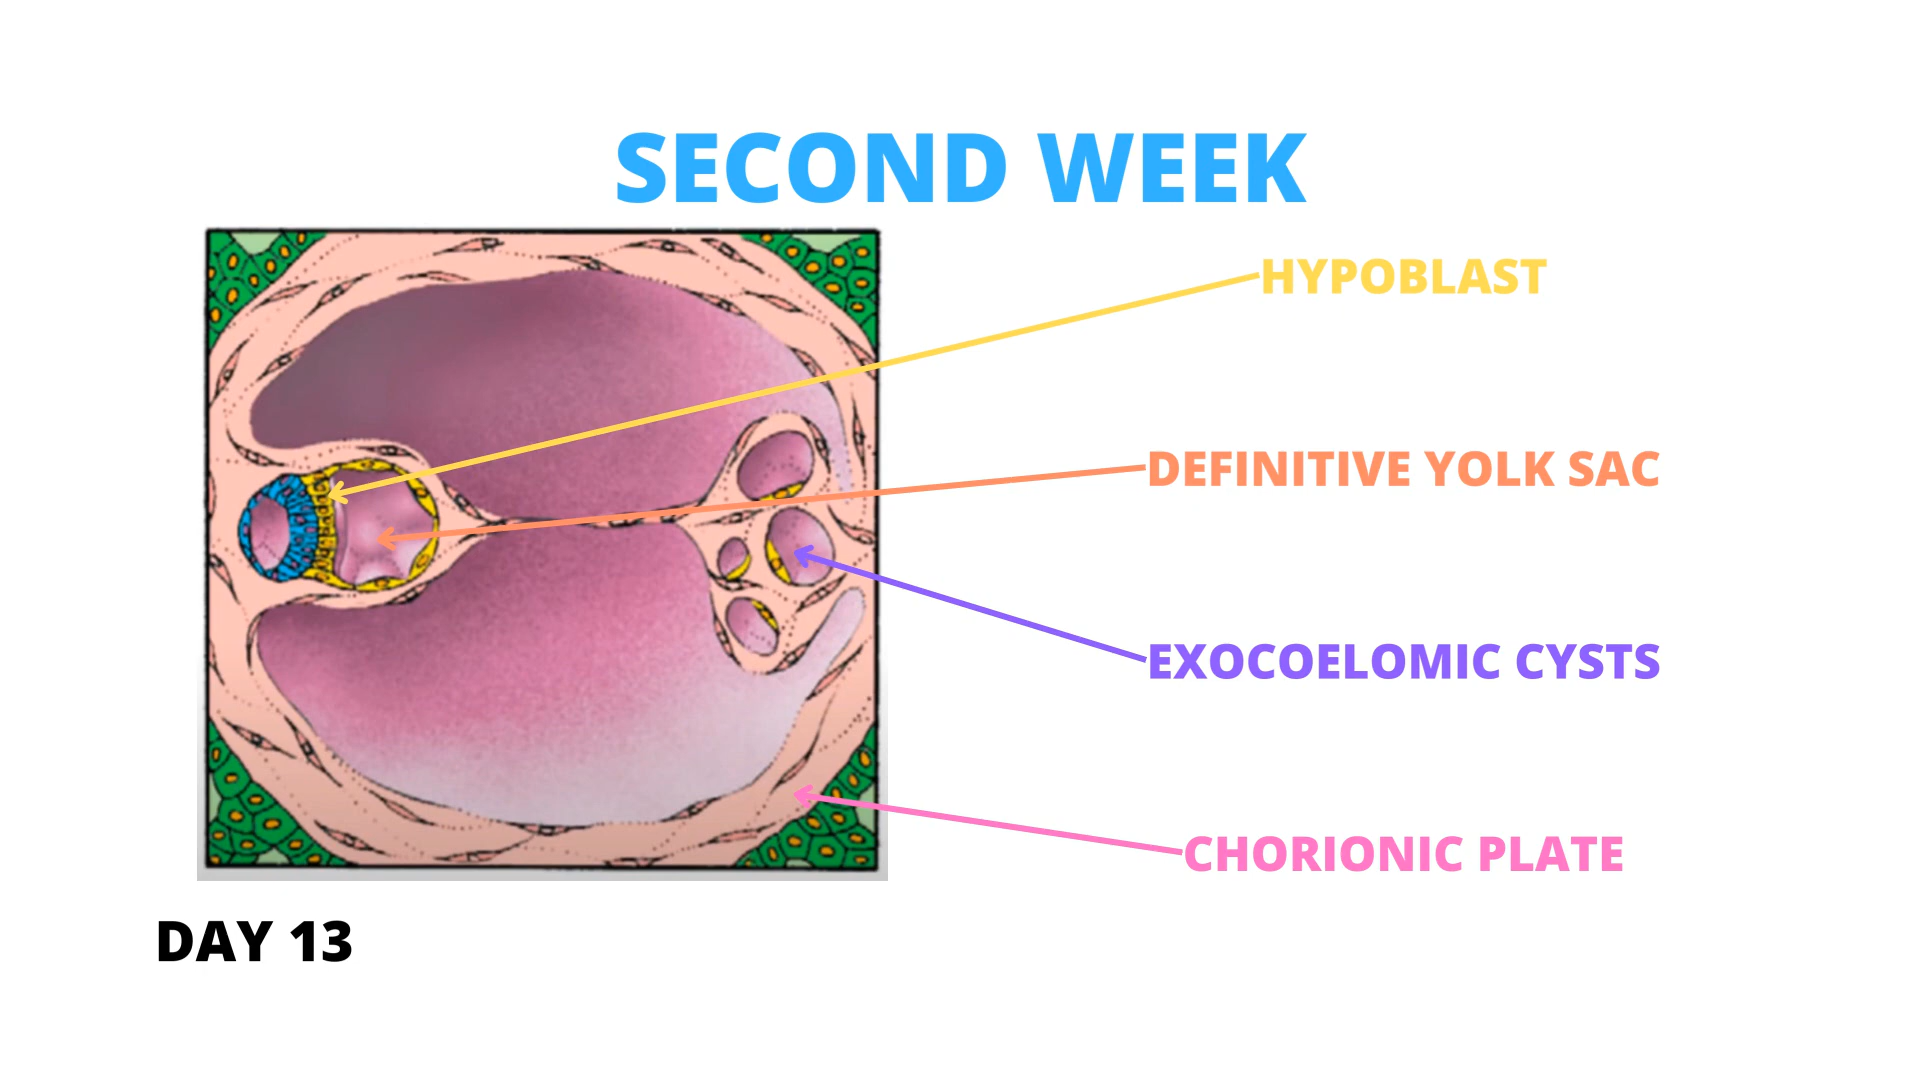 SECOND WEEK
HYPOBLAST
DEFINITIVE YOLK SAC
EXOCOELOMIC CYSTS
CHORIONIC PLATE
DAY 13